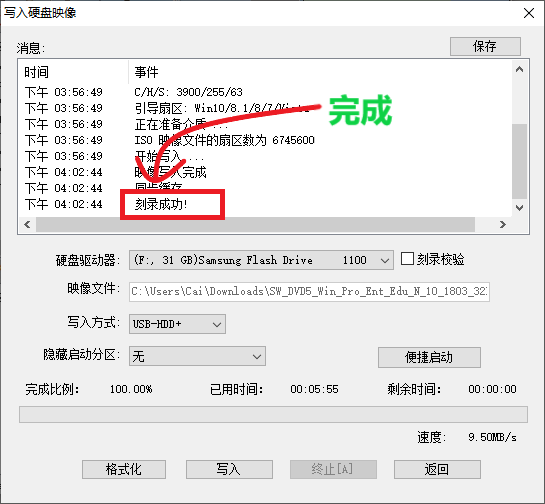 写入硬盘映像
消息:
保存
时间 事件
下午 03:56:49 C/H/S: 3900/255/63
下午 03:56:49 引导扇区: Win10/8.1/8/7/Vista
完成
下午 03:56:49 正在准备介质 ...
下午 03:56:49 ISO 映像文件的扇区数为 6745600
下午 03:56:49 开始写入 ...
下午 04:02:44 映像写入完成
下午 04:02:44 同步缓存
下午 04:02:44 刻录成功!
硬盘驱动器: (F:, 31 GB)Samsung Flash Drive 1100 刻录校验
映像文件: C:\Users\Cai\Downloads\SW_DVD5_Win_Pro_Ent_Edu_N_10_1803_32
写入方式: USB-HDD+
隐藏启动分区: 无 便捷启动
完成比例: 100.00% 已用时间: 00:05:55 剩余时间: 00:00:00
速度: 9.50MB/s
格式化 写入 终止[A] 返回